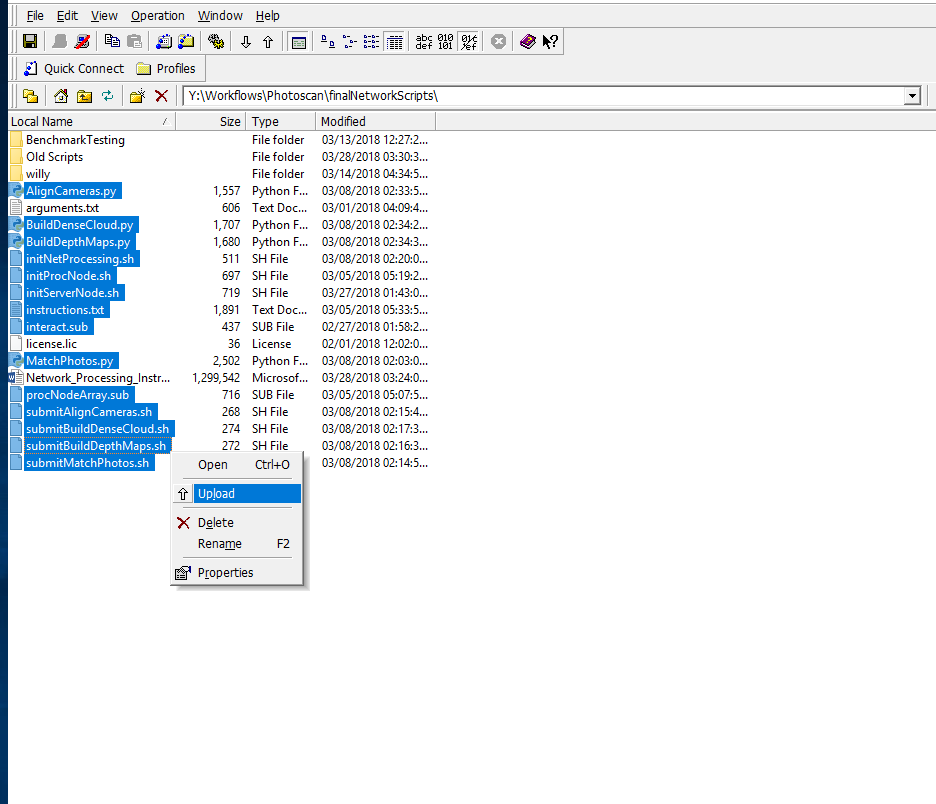 File Edit View Operation Window Help
abc def 010 101
Quick Connect Profiles
Y:\Workflows\Photoscan\finalNetworkScripts\
Local Name / Size Type Modified
BenchmarkTesting File folder 03/13/2018 12:27:2...
Old Scripts File folder 03/28/2018 03:30:3...
willy File folder 03/14/2018 04:34:5...
AlignCameras.py 1,557 Python F... 03/08/2018 02:33:5...
arguments.txt 606 Text Doc... 03/01/2018 04:09:4...
BuildDenseCloud.py 1,707 Python F... 03/08/2018 02:34:2...
BuildDepthMaps.py 1,680 Python F... 03/08/2018 02:34:3...
initNetProcessing.sh 511 SH File 03/08/2018 02:20:0...
initProcNode.sh 697 SH File 03/05/2018 05:19:2...
initServerNode.sh 719 SH File 03/27/2018 01:43:0...
instructions.txt 1,891 Text Doc... 03/05/2018 05:33:5...
interact.sub 437 SUB File 02/27/2018 01:58:2...
license.lic 36 License 02/01/2018 12:02:0...
MatchPhotos.py 2,502 Python F... 03/08/2018 02:03:0...
Network_Processing_Instr... 1,299,542 Microsof... 03/28/2018 03:24:0...
procNodeArray.sub 716 SUB File 03/05/2018 05:07:5...
submitAlignCameras.sh 268 SH File 03/08/2018 02:15:4...
submitBuildDenseCloud.sh 274 SH File 03/08/2018 02:17:3...
submitBuildDepthMaps.sh 272 SH File 03/08/2018 02:16:3...
submitMatchPhotos.sh 03/08/2018 02:14:5...
Open Ctrl+O
Upload
Delete
Rename F2
Properties